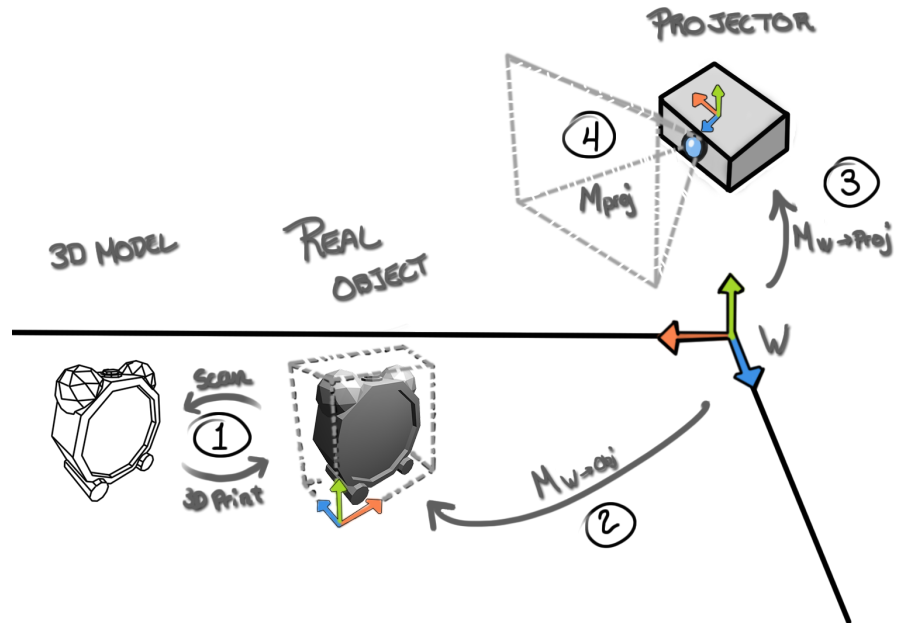 PROJECTOR
4
3
Mproj
MW→Proj
3D MODEL
REAL
OBJECT
W
Scan
1
3D Print
MW→Obj
2